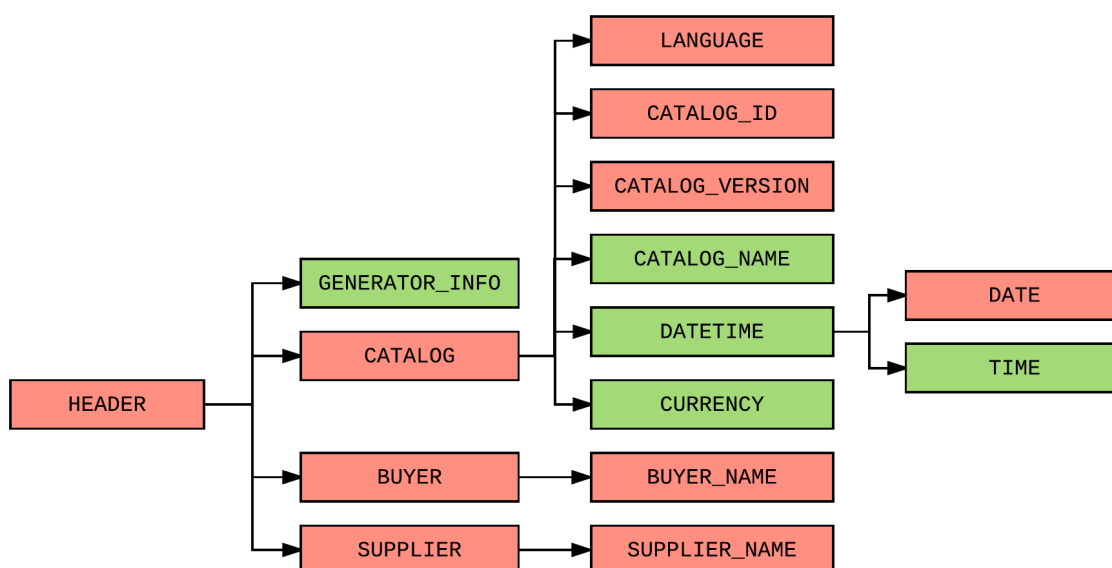 LANGUAGE
CATALOG_ID
CATALOG_VERSION
CATALOG_NAME
GENERATOR_INFO
DATE
DATETIME
CATALOG
TIME
HEADER
CURRENCY
BUYER
BUYER_NAME
SUPPLIER
SUPPLIER_NAME